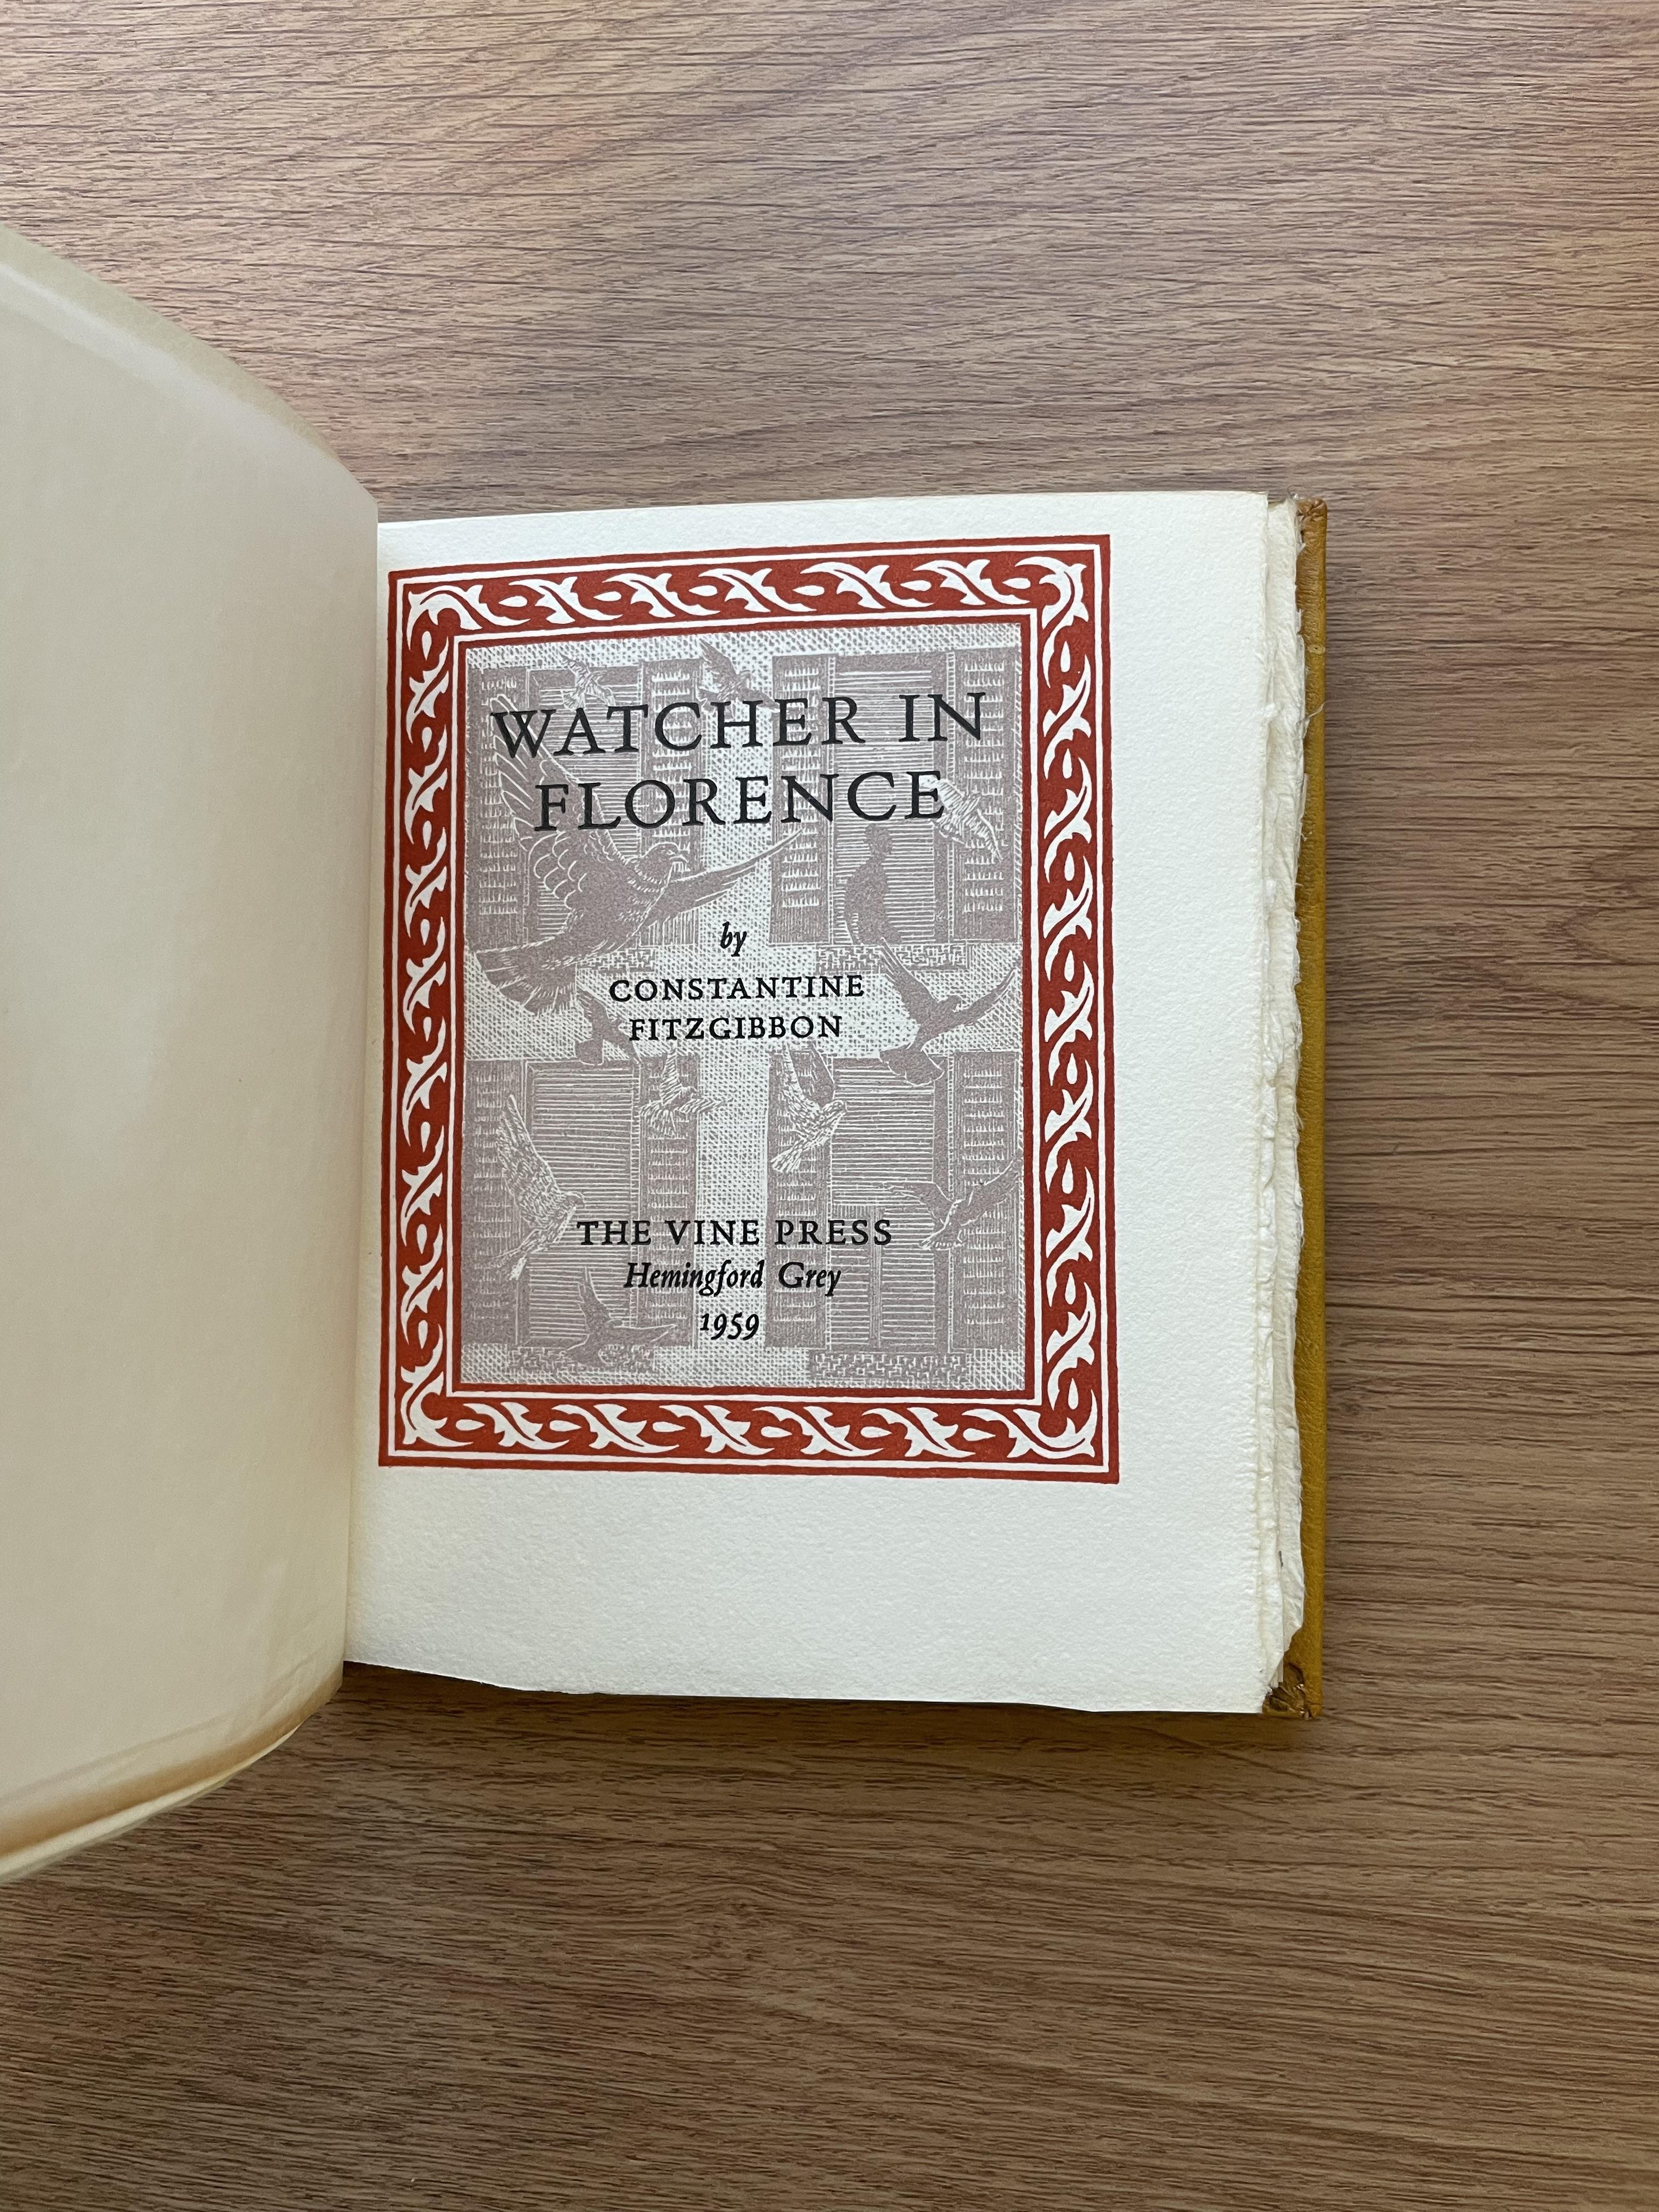 WATCHER IN
FLORENCE
by
CONSTANTINE
FITZGIBBON
THE VINE PRESS
Hemingford Grey
1959